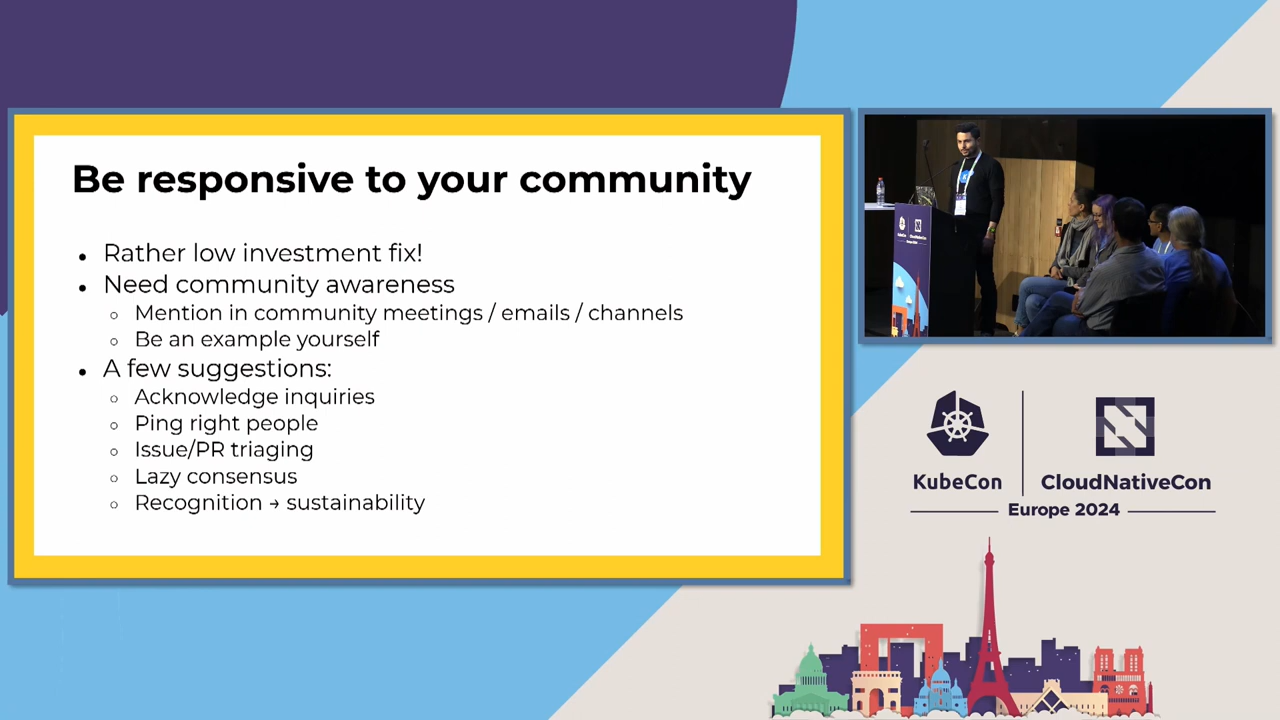 Be responsive to your community
• Rather low investment fix!
• Need community awareness
○ Mention in community meetings / emails / channels
○ Be an example yourself
• A few suggestions:
○ Acknowledge inquiries
○ Ping right people
○ Issue/PR triaging
○ Lazy consensus
○ Recognition → sustainability
KubeCon
CloudNativeCon
Europe 2024